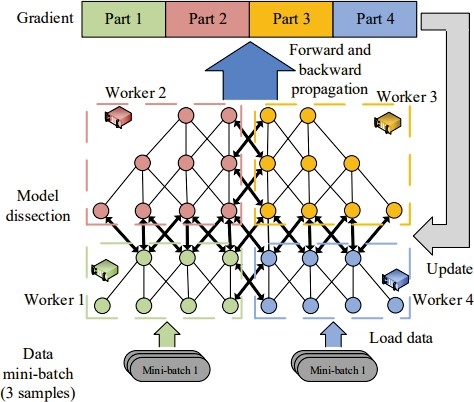 Gradient
Part 1
Part 2
Part 3
Part 4
Forward and
backward
propagation
Worker 2
Worker 3
Model
dissection
Worker 1
Update
Worker 4
Load data
Data
mini-batch
(3 samples)
Mini-batch 1
Mini-batch 1